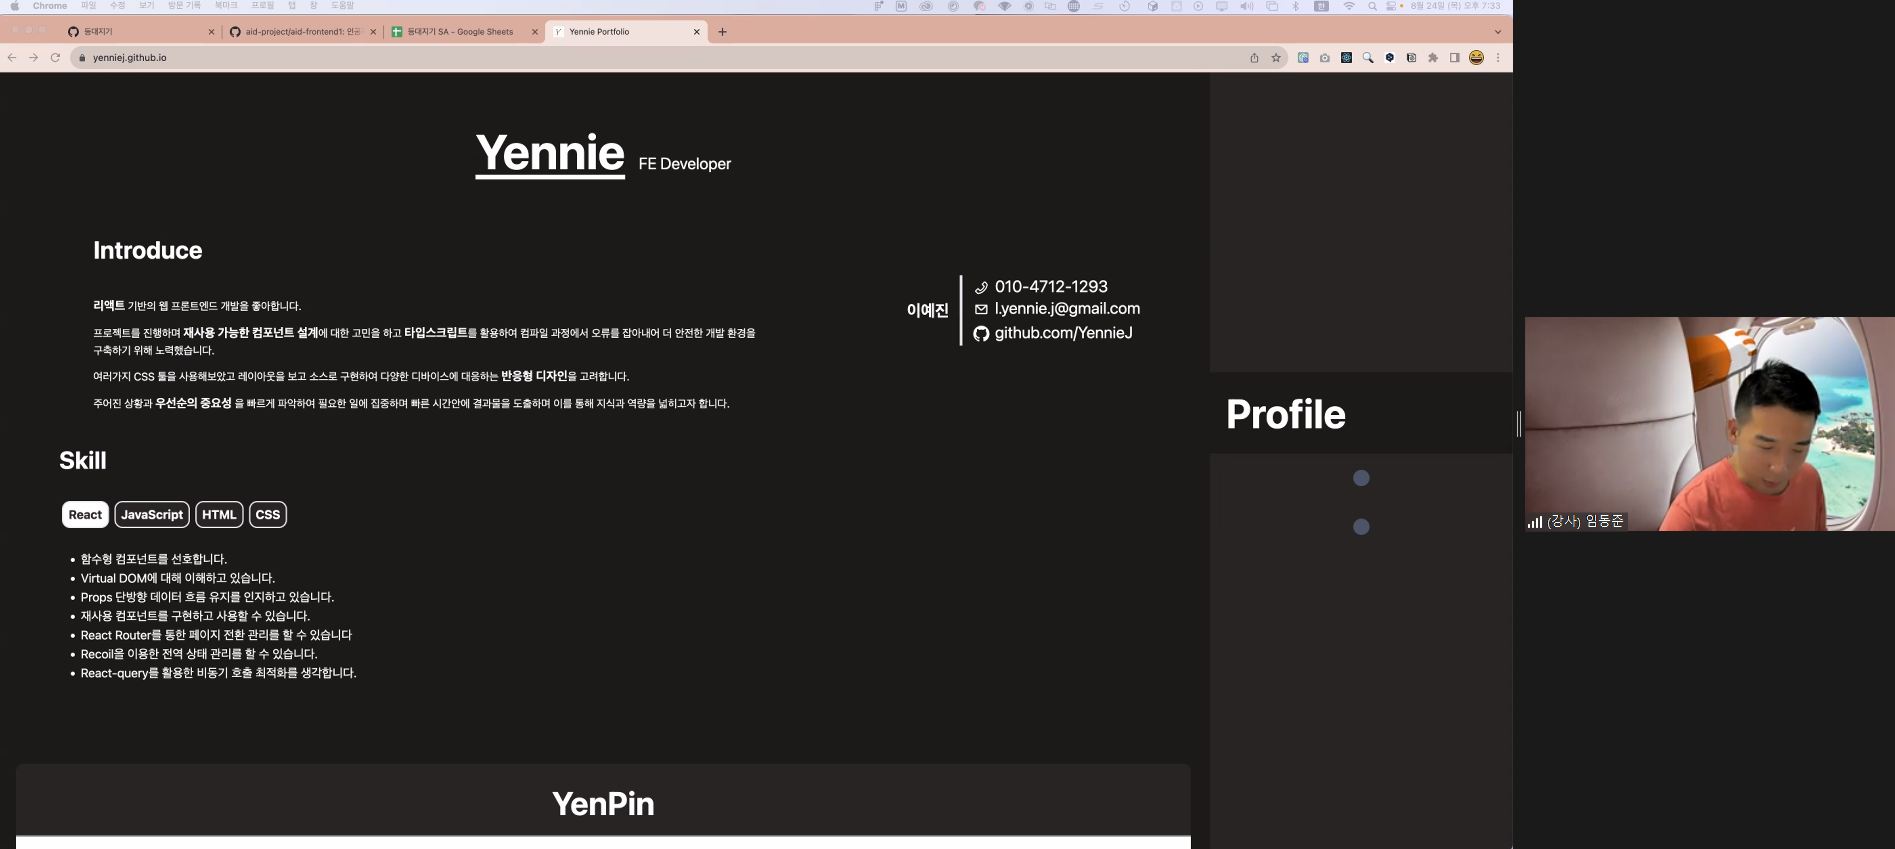 Chrome 파일 수정 보기 방문 기록 북마크 프로필 탭 창 도움말
8월 24일 (목) 오후 7:33
등대지기
aid-project/aid-frontend1: 인공
등대지기 SA - Google Sheets
Yennie Portfolio
yenniej.github.io
Yennie FE Developer
Introduce
리액트 기반의 웹 프론트엔드 개발을 좋아합니다.
프로젝트를 진행하며 재사용 가능한 컴포넌트 설계에 대한 고민을 하고 타입스크립트를 활용하여 컴파일 과정에서 오류를 잡아내어 더 안전한 개발 환경을
구축하기 위해 노력했습니다.
여러가지 CSS 툴을 사용해보았고 레이아웃을 보고 소스로 구현하여 다양한 디바이스에 대응하는 반응형 디자인을 고려합니다.
주어진 상황과 우선순의 중요성 을 빠르게 파악하여 필요한 일에 집중하며 빠른 시간안에 결과물을 도출하며 이를 통해 지식과 역량을 넓히고자 합니다.
이예진
010-4712-1293
l.yennie.j@gmail.com
github.com/YennieJ
Skill
React JavaScript HTML CSS
• 함수형 컴포넌트를 선호합니다.
• Virtual DOM에 대해 이해하고 있습니다.
• Props 단방향 데이터 흐름 유지를 인지하고 있습니다.
• 재사용 컴포넌트를 구현하고 사용할 수 있습니다.
• React Router를 통한 페이지 전환 관리를 할 수 있습니다
• Recoil을 이용한 전역 상태 관리를 할 수 있습니다.
• React-query를 활용한 비동기 호출 최적화를 생각합니다.
YenPin
Profile
(강사) 임동준